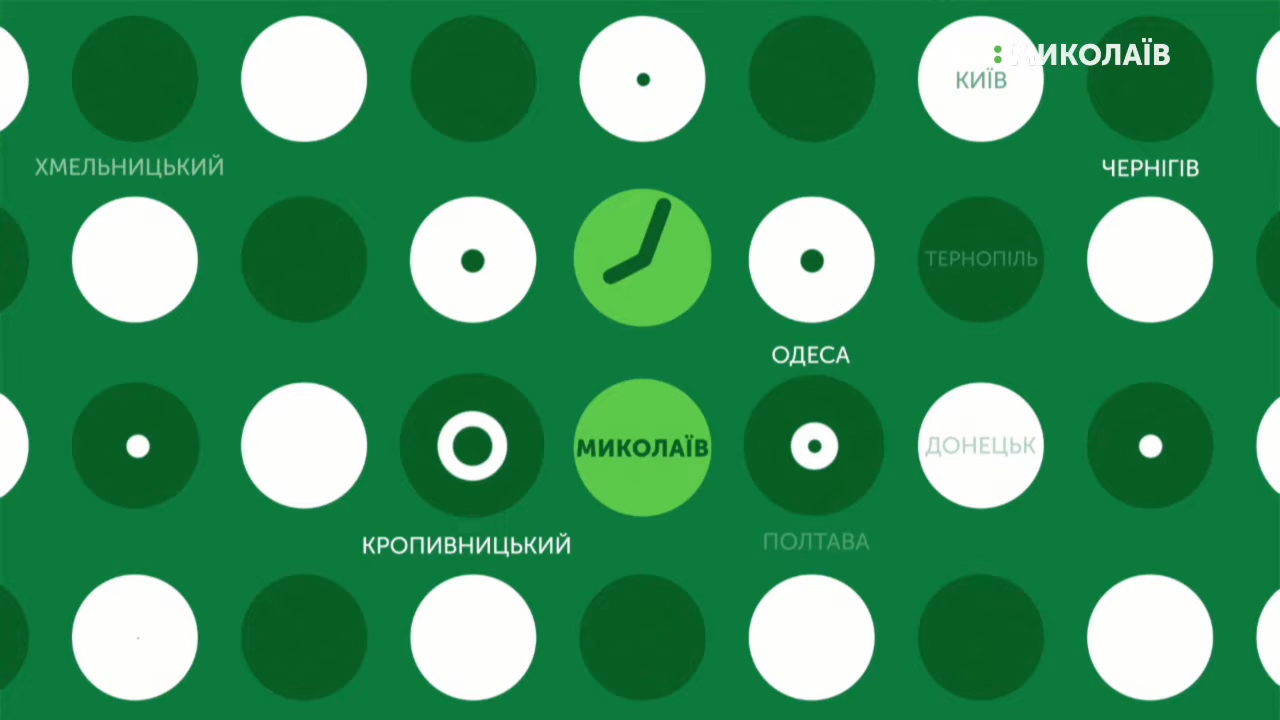 :МИКОЛАЇВ
КИЇВ
ХМЕЛЬНИЦЬКИЙ
ЧЕРНІГІВ
ТЕРНОПІЛЬ
ОДЕСА
МИКОЛАЇВ
ДОНЕЦЬК
КРОПИВНИЦЬКИЙ
ПОЛТАВА